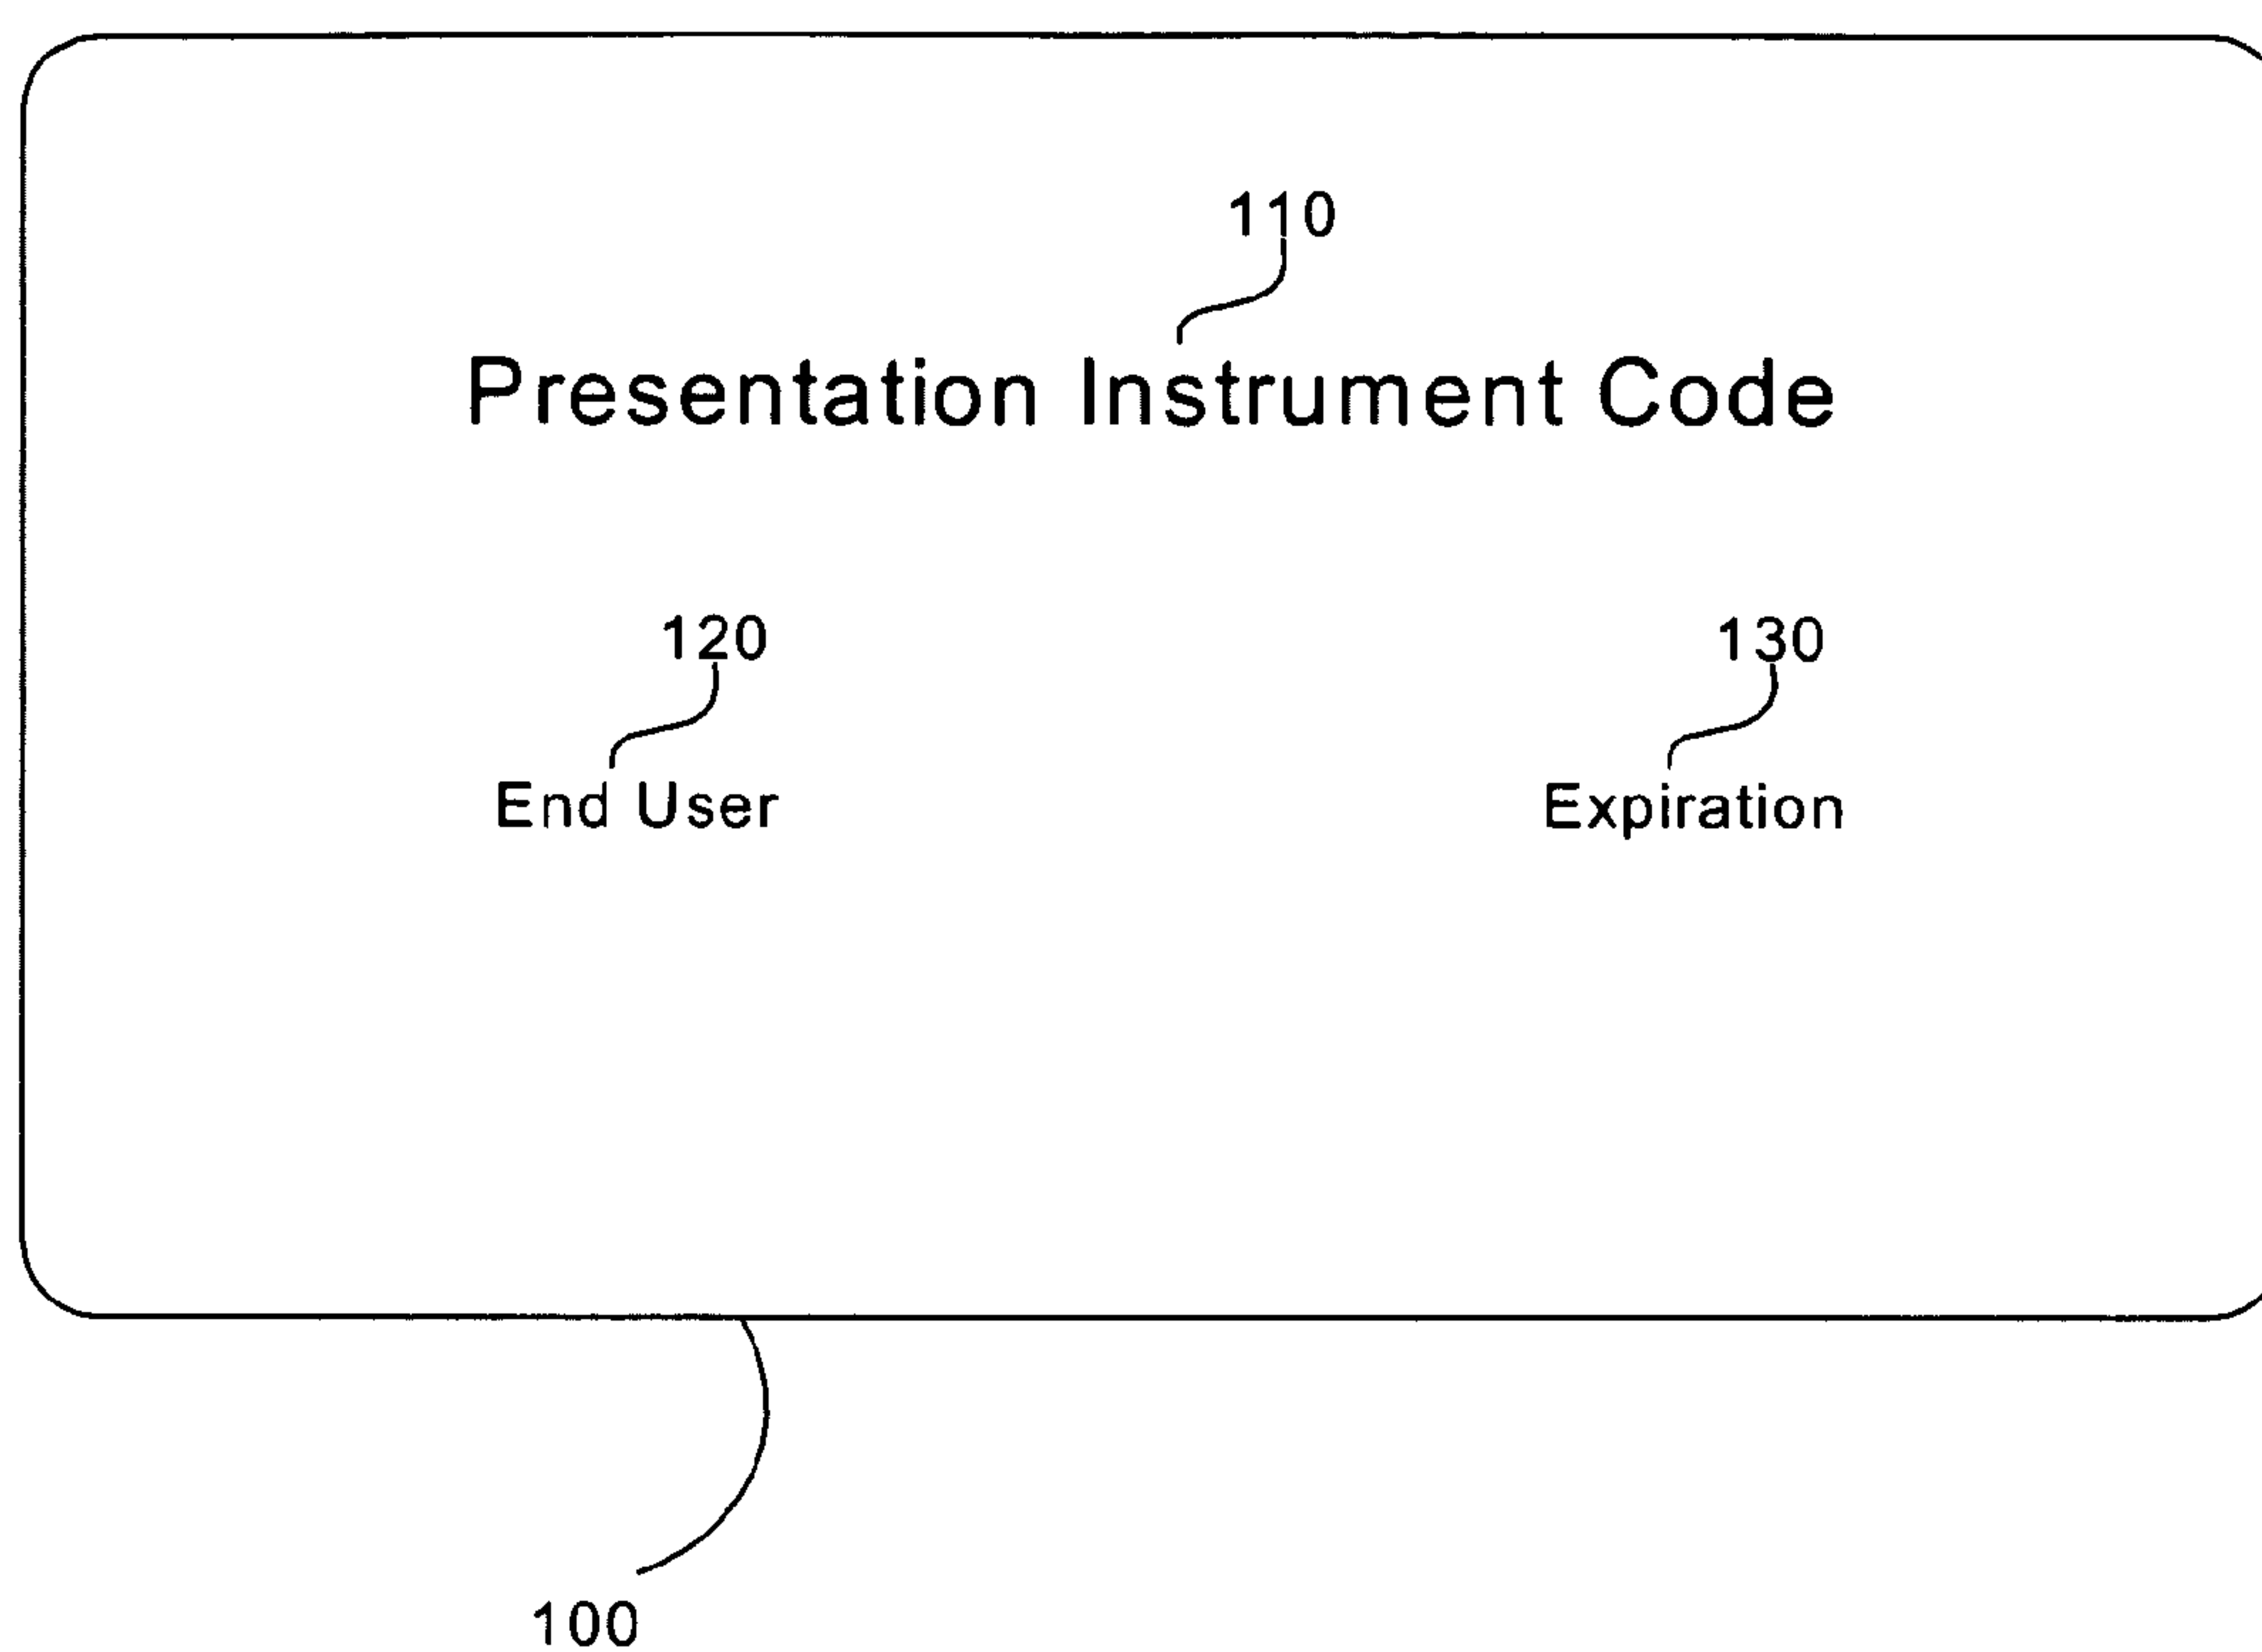 110
Presentation Instrument Code
120 130
End User Expiration
100